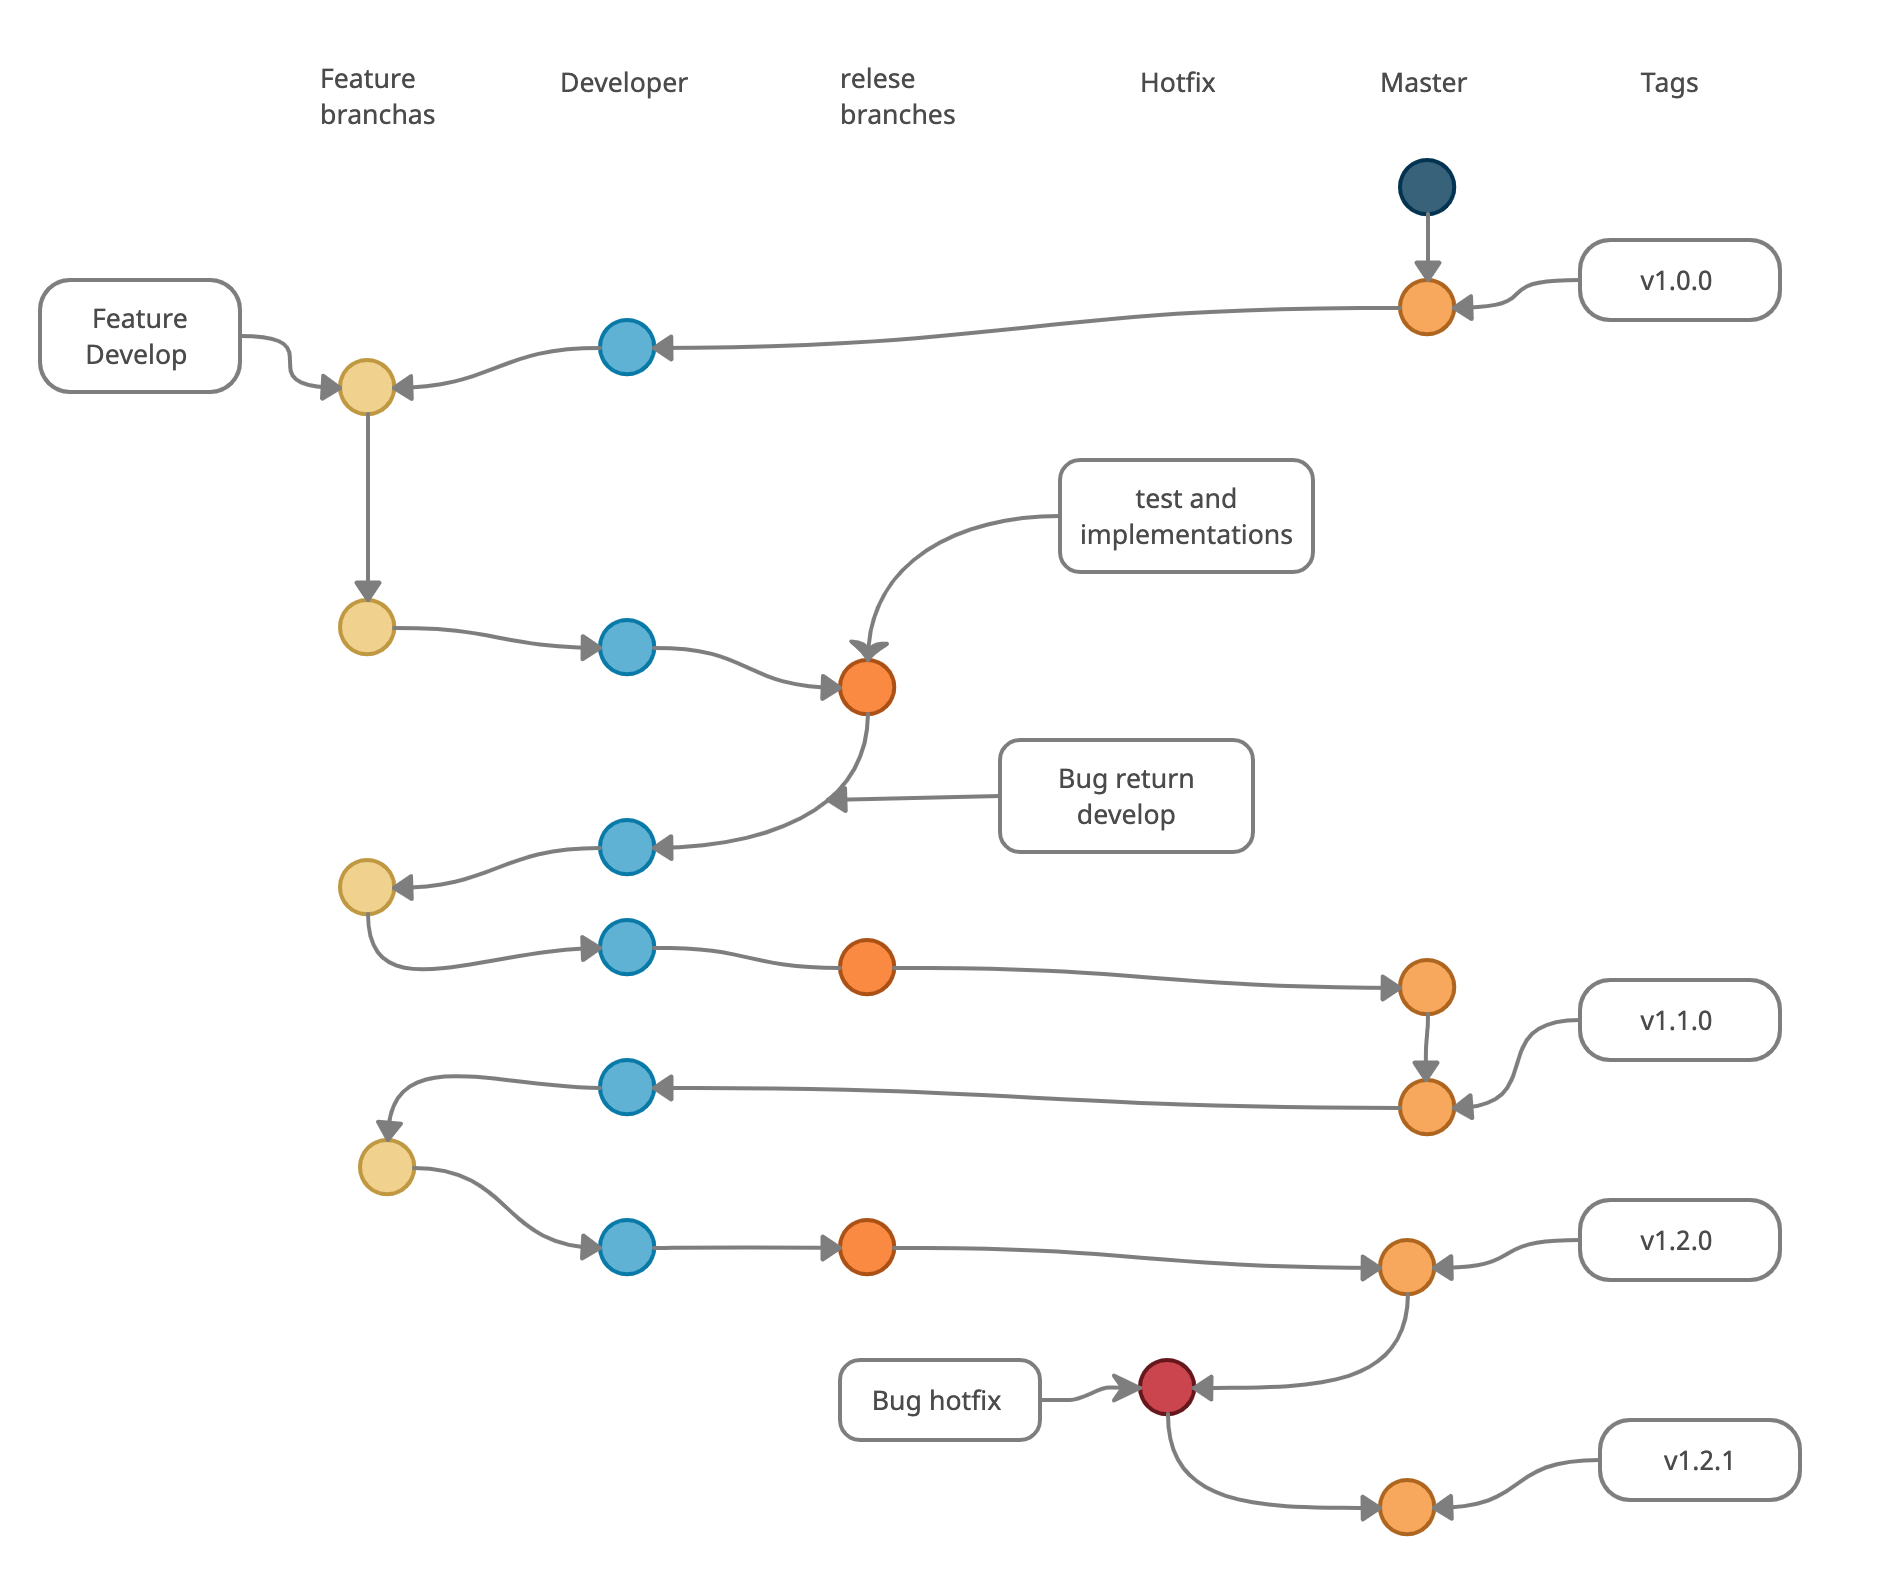 Feature
branchas
Developer
relese
branches
Hotfix
Master
Tags
v1.0.0
Feature
Develop
test and
implementations
Bug return
develop
v1.1.0
v1.2.0
Bug hotfix
v1.2.1